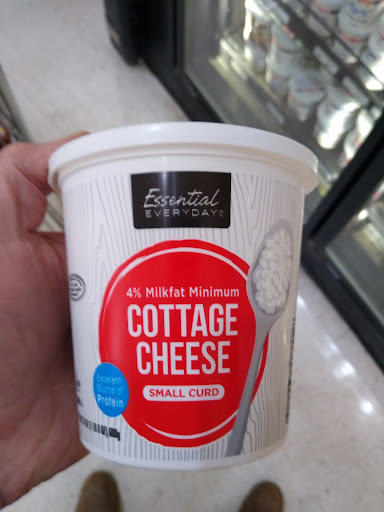 Essential
EVERYDAY
4% Milkfat Minimum
COTTAGE
CHEESE
SMALL CURD
Excellent
Source of
Protein